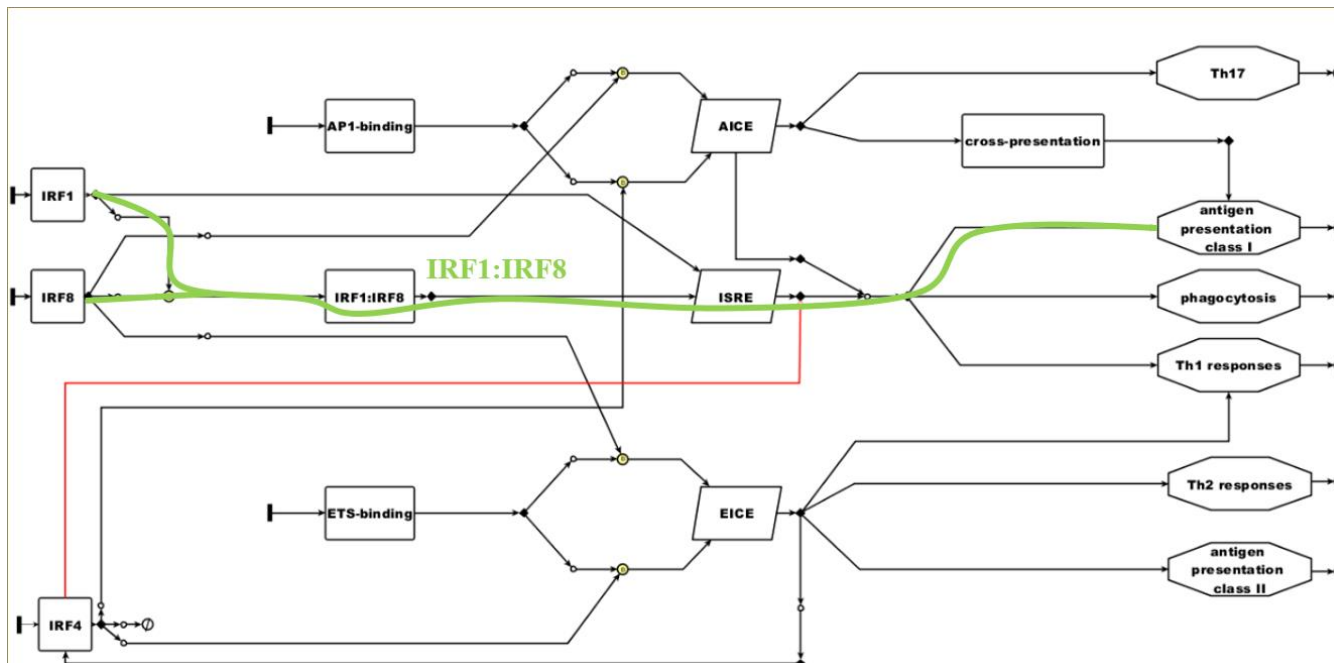 Th17
AP1-binding
AICE
cross-presentation
IRF1
antigen
presentation
class I
IRF1:IRF8
IRF8
IRF1:IRF8
ISRE
phagocytosis
Th1 responses
ETS-binding
EICE
Th2 responses
antigen
presentation
class II
IRF4